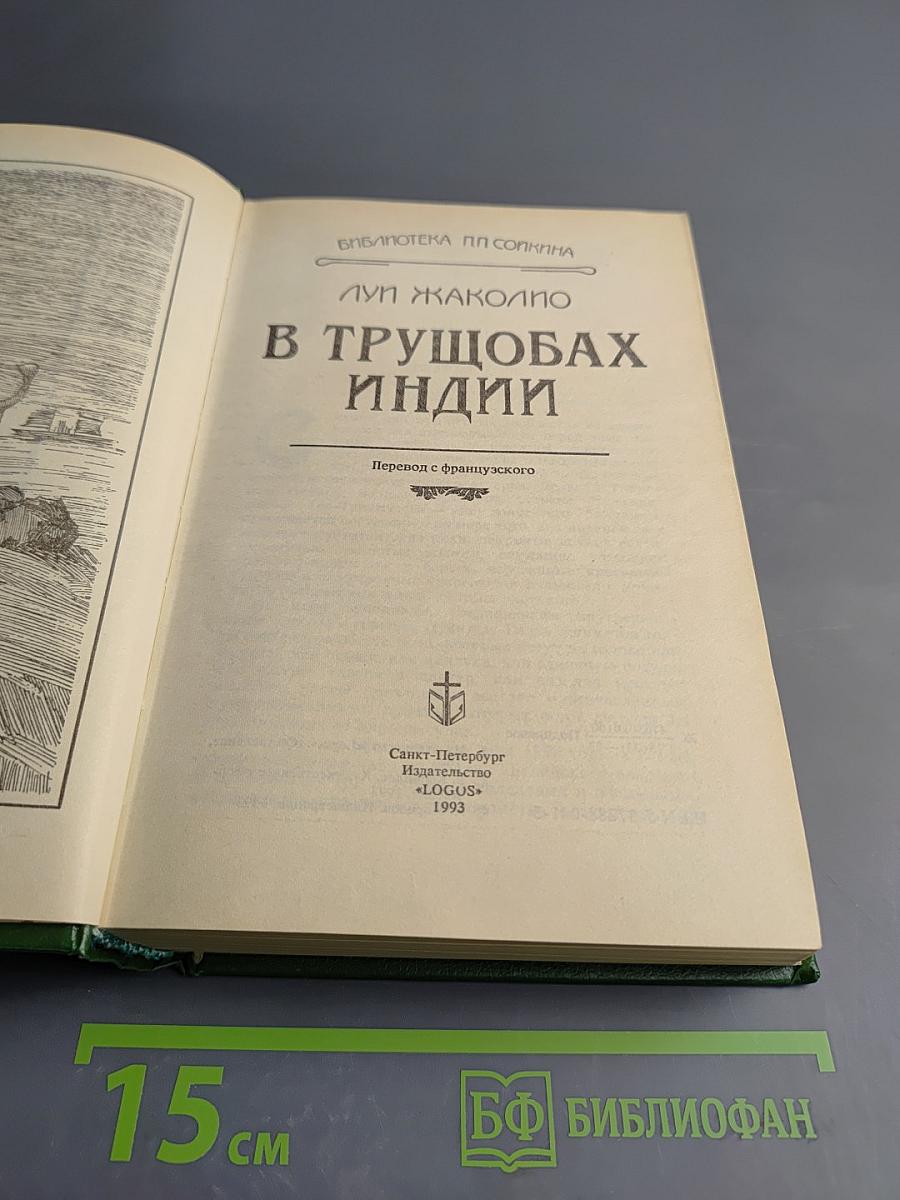 БИБЛИОТЕКА П.П.СОЙКИНА
ЛУИ ЖАКОЛИО
В ТРУЩОБАХ
ИНДИИ
Перевод с французского
Санкт-Петербург
Издательство
«LOGOS»
1993
15 см
БФ БИБЛИОФАН